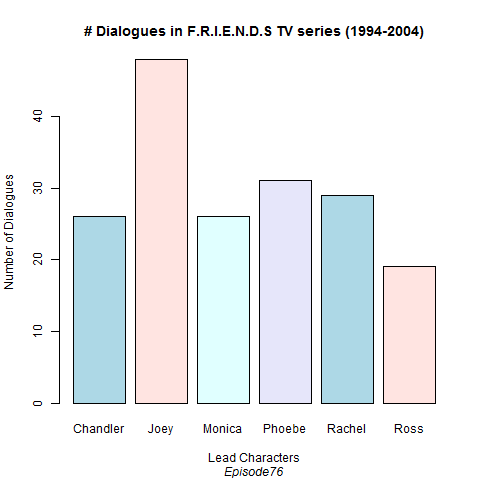 # Dialogues in F.R.I.E.N.D.S TV series (1994-2004)
Number of Dialogues
40
30
20
10
0
Chandler Joey Monica Phoebe Rachel Ross
Lead Characters
Episode76